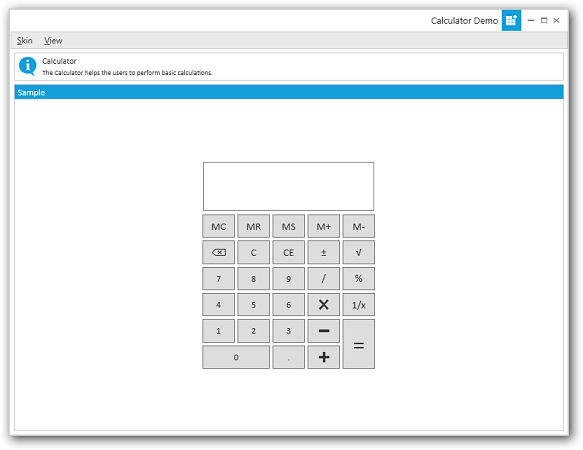 Calculator Demo
Skin View
Calculator
The Calculator helps the users to perform basic calculations.
Sample
MC MR MS M+ M-
C CE ± √
7 8 9 / %
4 5 6 × 1/x
1 2 3 −
0 . + =